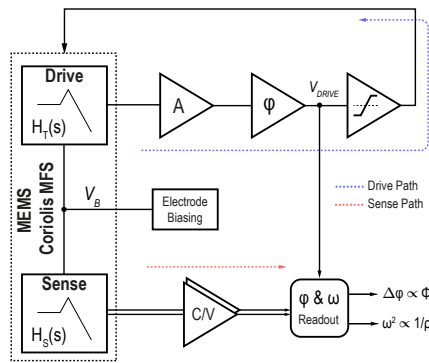 Drive
H_T(s)
A
φ
V_DRIVE
MEMS
Coriolis MFS
V_B
Electrode
Biasing
Drive Path
Sense Path
Sense
H_S(s)
C/V
φ & ω
Readout
Δφ ∝ Φ
ω² ∝ 1/ρ